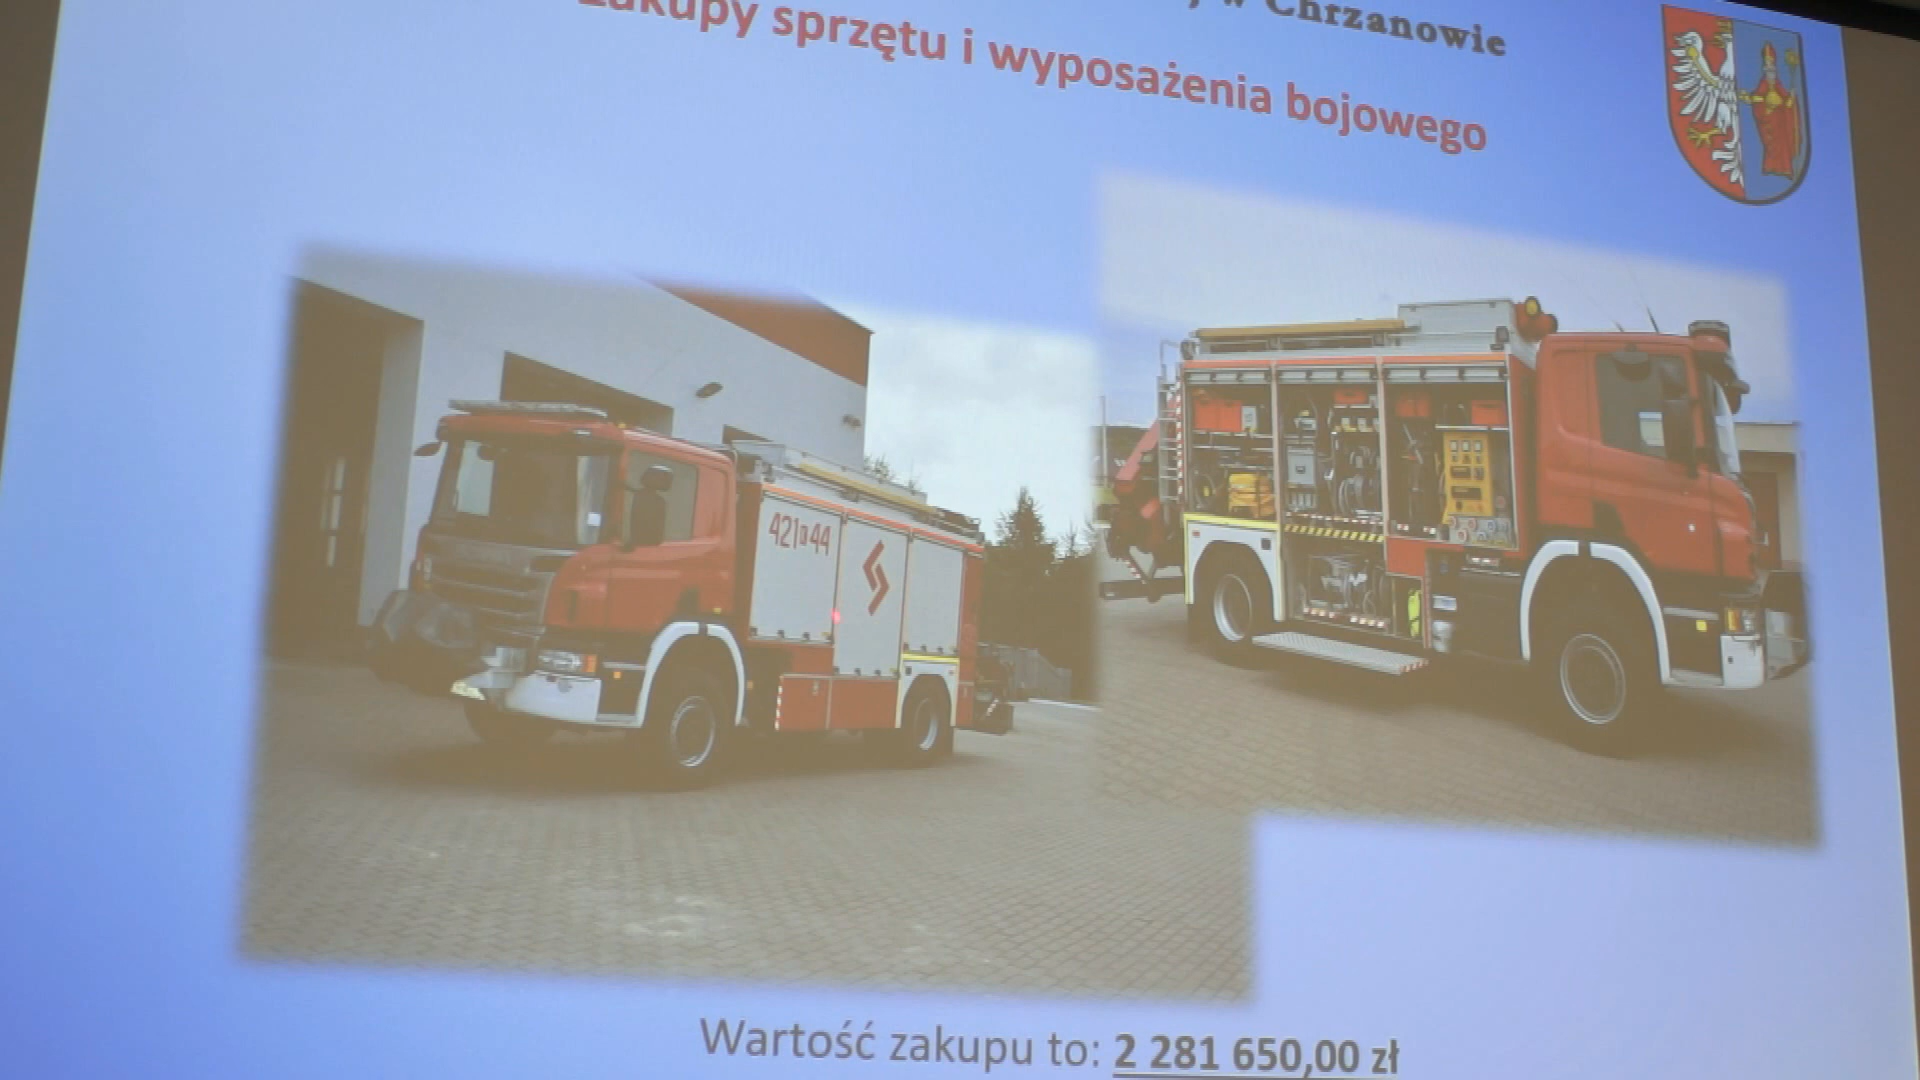 w Chrzanowie
Zakupy sprzętu i wyposażenia bojowego
421 44
Wartość zakupu to: 2 281 650,00 zł